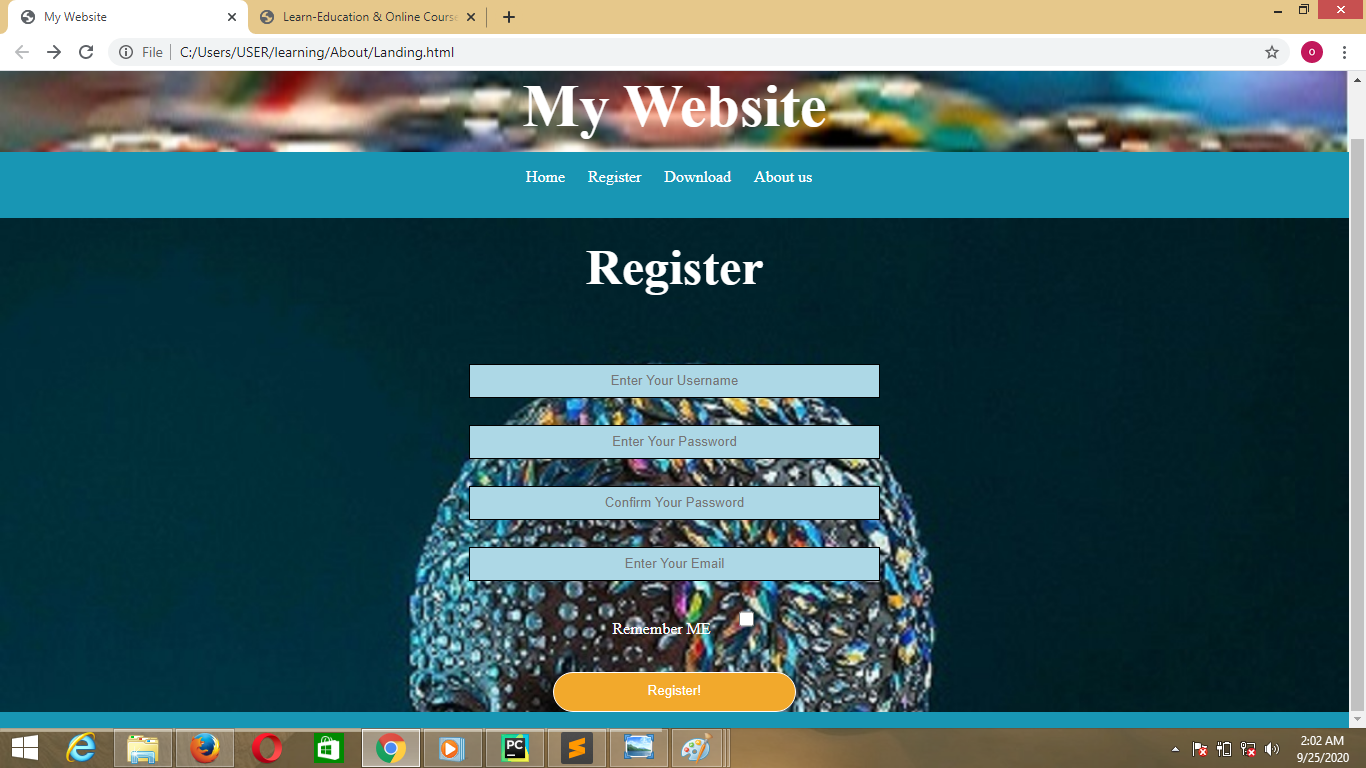 My Website
Learn-Education & Online Course
File
C:/Users/USER/learning/About/Landing.html
o
My Website
Home Register Download About us
Register
Enter Your Username
Enter Your Password
Confirm Your Password
Enter Your Email
Remember ME
Register!
PC
2:02 AM
9/25/2020